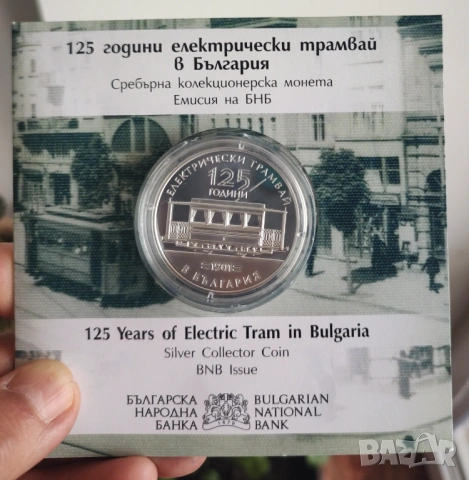 125 години електрически трамвай
в България
Сребърна колекционерска монета
Емисия на БНБ
ЕЛЕКТРИЧЕСКИ ТРАМВАЙ
125
ГОДИНИ
1901
В БЪЛГАРИЯ
125 Years of Electric Tram in Bulgaria
Silver Collector Coin
BNB Issue
БЪЛГАРСКА
НАРОДНА
БАНКА
BULGARIAN
NATIONAL
BANK
BAZAR